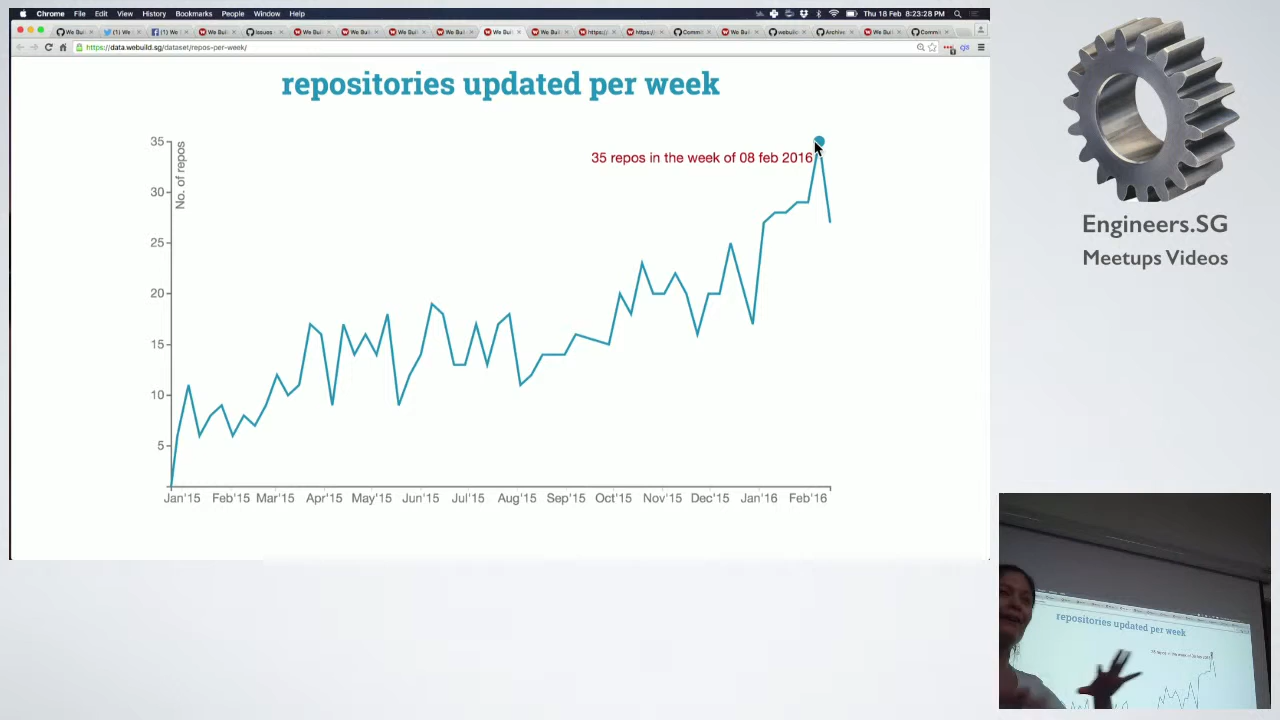 Chrome File Edit View History Bookmarks People Window Help
Thu 18 Feb 8:23:28 PM
https://data.webuild.sg/dataset/repos-per-week/
repositories updated per week
35
No. of repos
35 repos in the week of 08 feb 2016
30
25
20
15
10
5
Jan'15 Feb'15 Mar'15 Apr'15 May'15 Jun'15 Jul'15 Aug'15 Sep'15 Oct'15 Nov'15 Dec'15 Jan'16 Feb'16
Engineers.SG
Meetups Videos
repositories updated per week